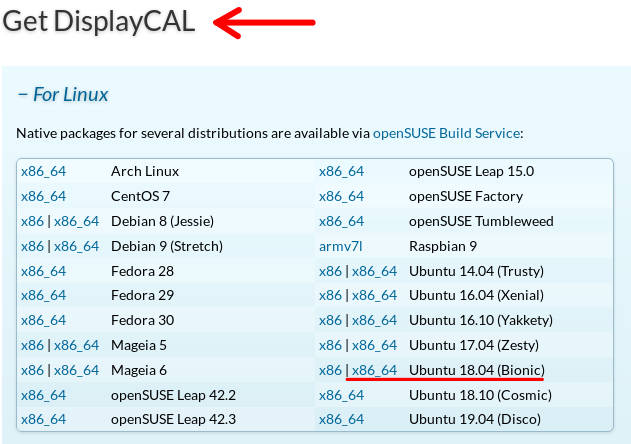 Get DisplayCAL
− For Linux
Native packages for several distributions are available via openSUSE Build Service:
x86_64 Arch Linux x86_64 openSUSE Leap 15.0
x86_64 CentOS 7 x86_64 openSUSE Factory
x86 | x86_64 Debian 8 (Jessie) x86_64 openSUSE Tumbleweed
x86 | x86_64 Debian 9 (Stretch) armv7l Raspbian 9
x86_64 Fedora 28 x86 | x86_64 Ubuntu 14.04 (Trusty)
x86_64 Fedora 29 x86 | x86_64 Ubuntu 16.04 (Xenial)
x86_64 Fedora 30 x86 | x86_64 Ubuntu 16.10 (Yakkety)
x86 | x86_64 Mageia 5 x86 | x86_64 Ubuntu 17.04 (Zesty)
x86 | x86_64 Mageia 6 x86 | x86_64 Ubuntu 18.04 (Bionic)
x86_64 openSUSE Leap 42.2 x86_64 Ubuntu 18.10 (Cosmic)
x86_64 openSUSE Leap 42.3 x86_64 Ubuntu 19.04 (Disco)